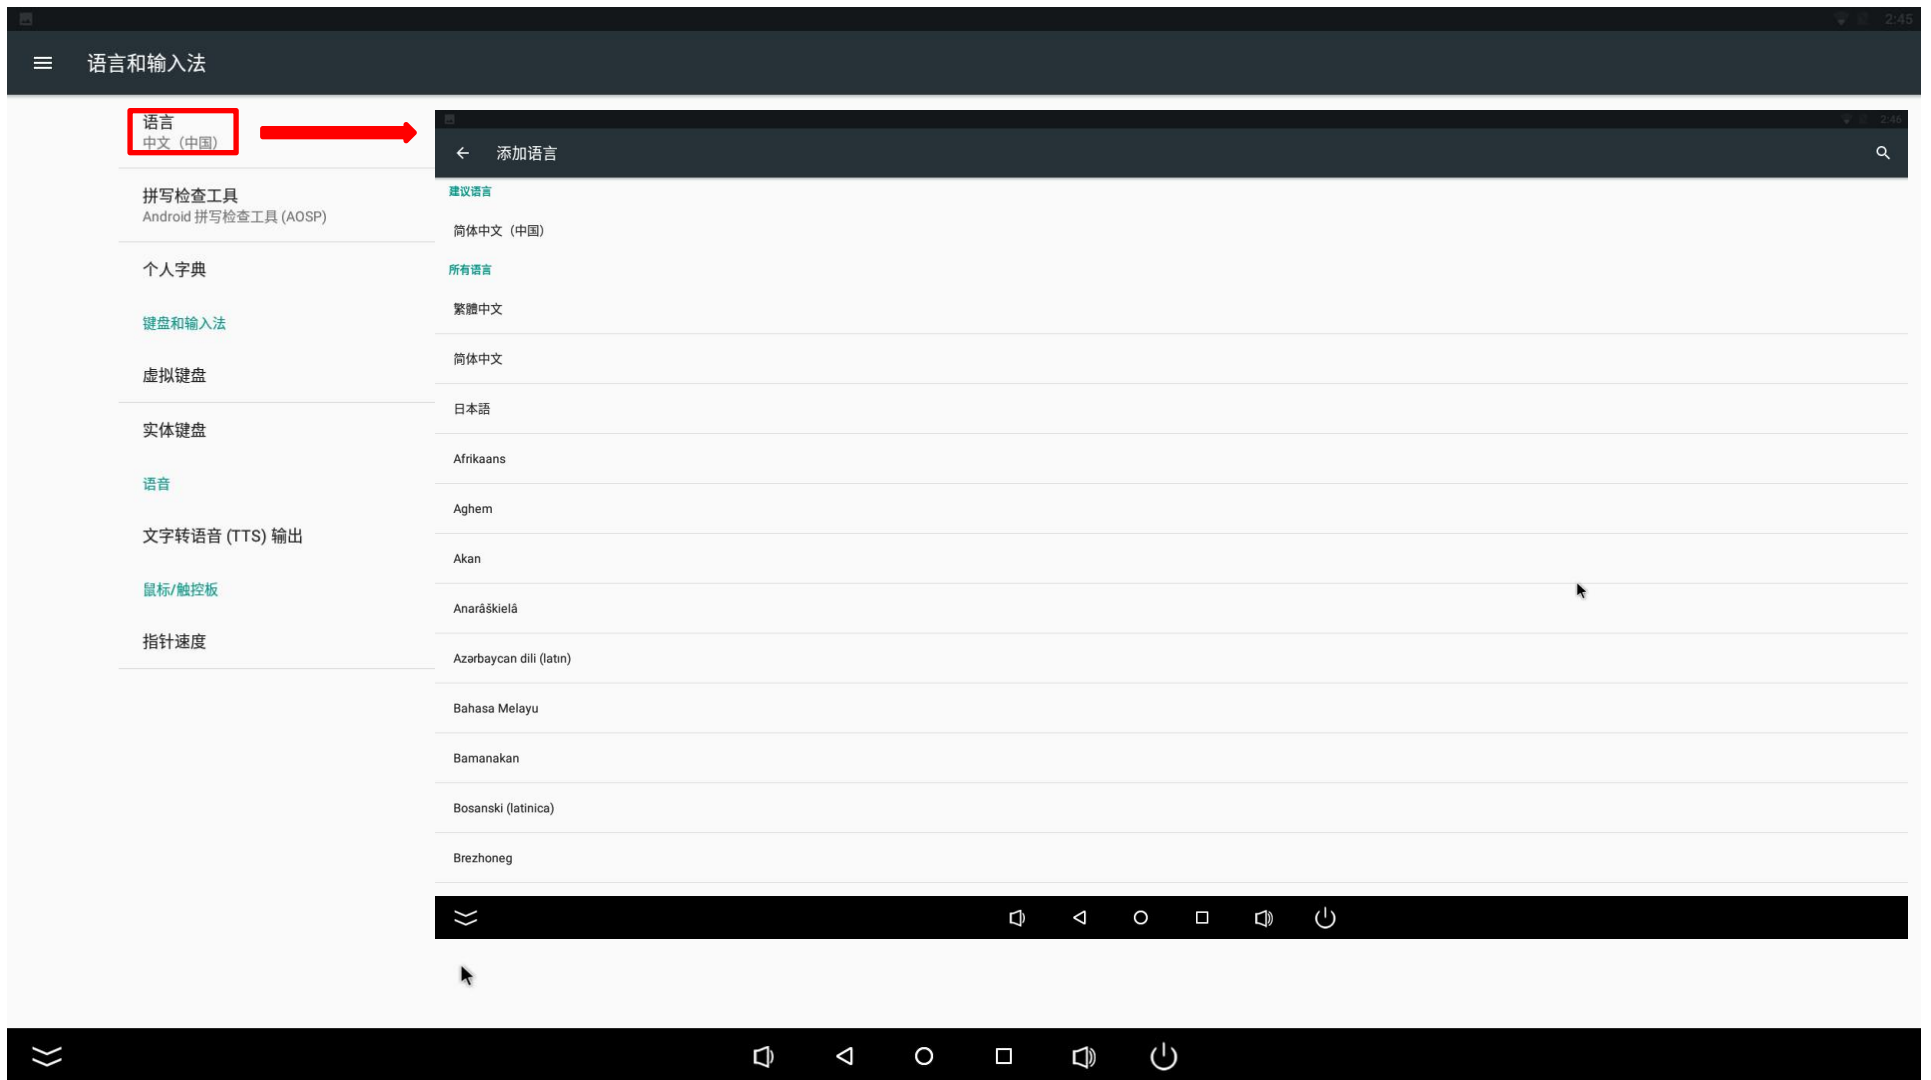 2:45
语言和输入法
语言
中文（中国）
拼写检查工具
Android 拼写检查工具 (AOSP)
个人字典
键盘和输入法
虚拟键盘
实体键盘
语音
文字转语音 (TTS) 输出
鼠标/触控板
指针速度
2:46
添加语言
建议语言
简体中文（中国）
所有语言
繁體中文
简体中文
日本語
Afrikaans
Aghem
Akan
Anarâškielâ
Azərbaycan dili (latın)
Bahasa Melayu
Bamanakan
Bosanski (latinica)
Brezhoneg